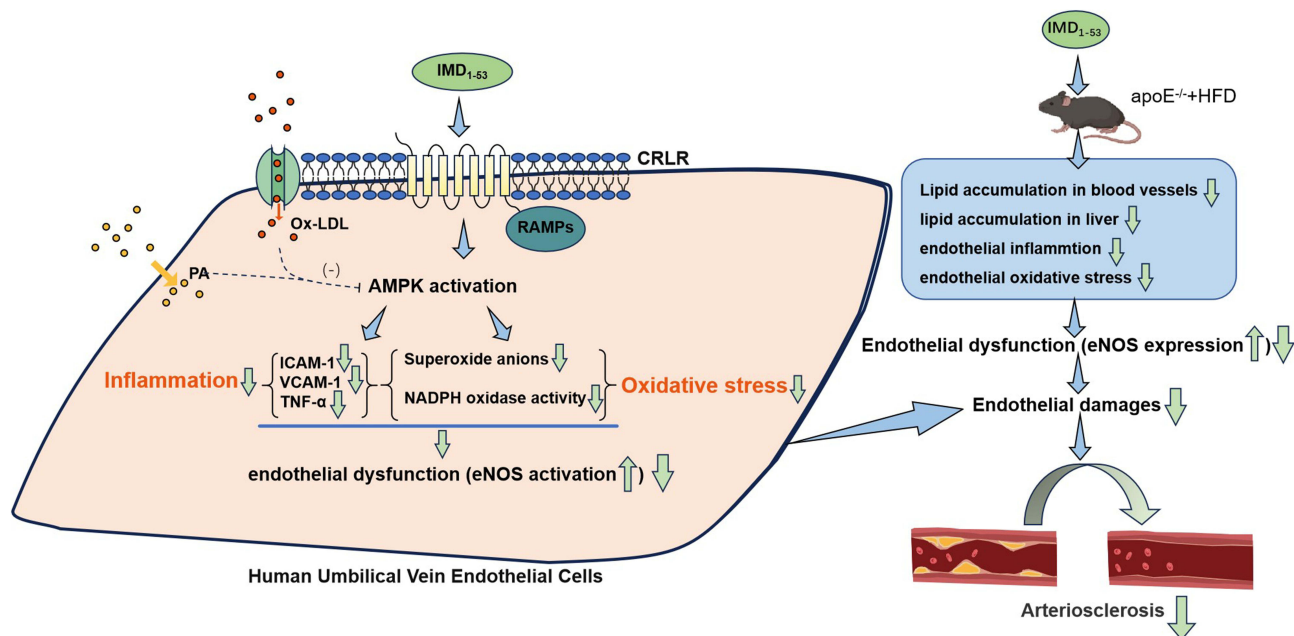 IMD1-53
CRLR
RAMPs
Ox-LDL
PA
(-)
AMPK activation
Inflammation
ICAM-1
VCAM-1
TNF-α
Superoxide anions
NADPH oxidase activity
Oxidative stress
endothelial dysfunction (eNOS activation )
Human Umbilical Vein Endothelial Cells
IMD1-53
apoE-/-+HFD
Lipid accumulation in blood vessels
lipid accumulation in liver
endothelial inflammtion
endothelial oxidative stress
Endothelial dysfunction (eNOS expression )
Endothelial damages
Arteriosclerosis